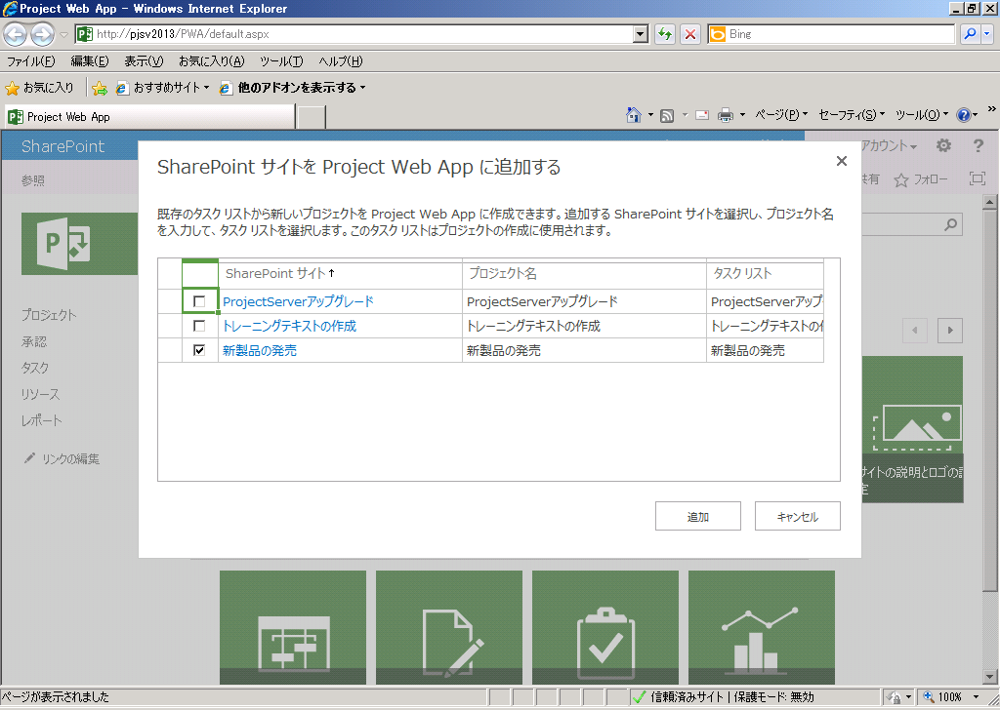 Project Web App - Windows Internet Explorer
http://pjsv2013/PWA/default.aspx
Bing
ファイル(F) 編集(E) 表示(V) お気に入り(A) ツール(T) ヘルプ(H)
お気に入り おすすめサイト 他のアドオンを表示する
Project Web App
ページ(P) セーフティ(S) ツール(O)
SharePoint
アカウント
参照
共有 フォロー
SharePoint サイトを Project Web App に追加する
既存のタスク リストから新しいプロジェクトを Project Web App に作成できます。追加する SharePoint サイトを選択し、プロジェクト名
を入力して、タスク リストを選択します。このタスク リストはプロジェクトの作成に使用されます。
SharePoint サイト↑ プロジェクト名 タスク リスト
ProjectServerアップグレード ProjectServerアップグレード ProjectServerアップ
トレーニングテキストの作成 トレーニングテキストの作成 トレーニングテキストの
新製品の発売 新製品の発売 新製品の発売
追加 キャンセル
プロジェクト
承認
タスク
リソース
レポート
リンクの編集
サイトの説明とロゴの設
定
ページが表示されました
信頼済みサイト | 保護モード: 無効
100%